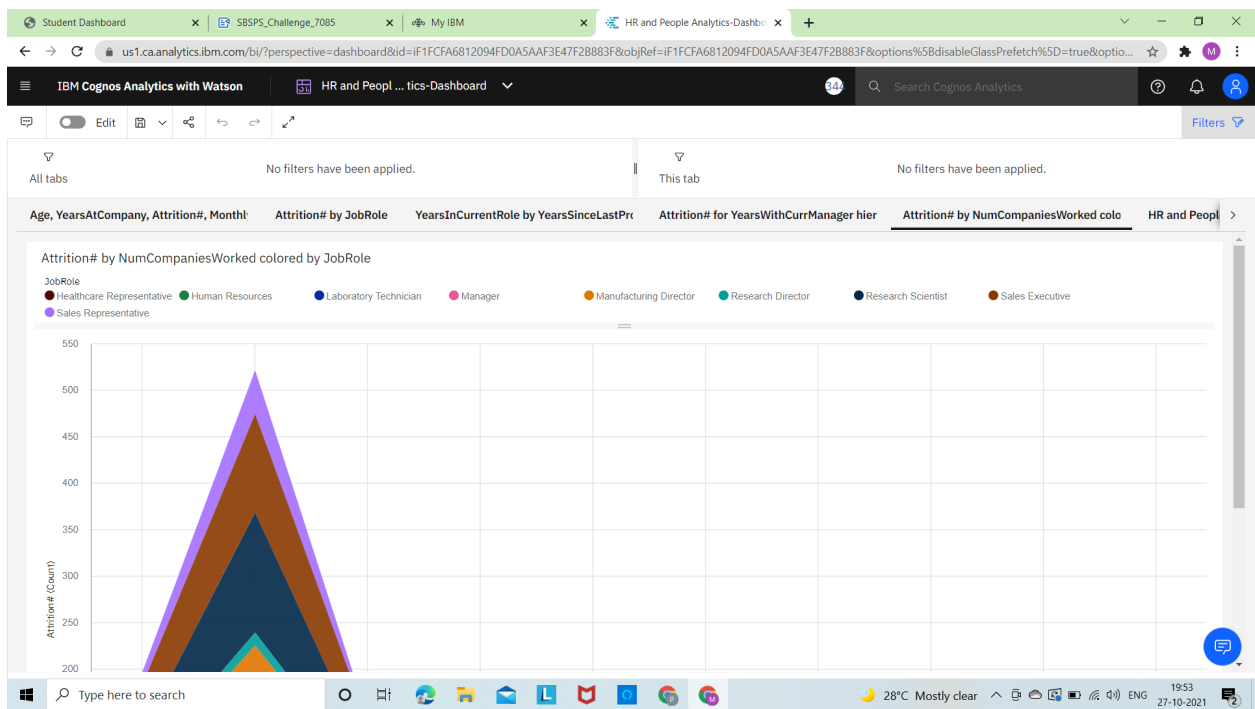 Student Dashboard SBSPS_Challenge_7085 My IBM HR and People Analytics-Dashbo
us1.ca.analytics.ibm.com/bi/?perspective=dashboard&id=iF1FCFA6812094FD0A5AAF3E47F2B883F&objRef=iF1FCFA6812094FD0A5AAF3E47F2B883F&options%5BdisableGlassPrefetch%5D=true&optio... M
IBM Cognos Analytics with Watson HR and Peopl ... tics-Dashboard 344 Search Cognos Analytics
Edit Filters
No filters have been applied. No filters have been applied.
All tabs This tab
Age, YearsAtCompany, Attrition#, Monthl Attrition# by JobRole YearsInCurrentRole by YearsSinceLastPro Attrition# for YearsWithCurrManager hier Attrition# by NumCompaniesWorked colo HR and Peopl
Attrition# by NumCompaniesWorked colored by JobRole
JobRole
Healthcare Representative Human Resources Laboratory Technician Manager Manufacturing Director Research Director Research Scientist Sales Executive
Sales Representative
550
500
450
400
350
300
250
200
Attrition# (Count)
Type here to search L 28°C Mostly clear ENG 19:53
27-10-2021 2